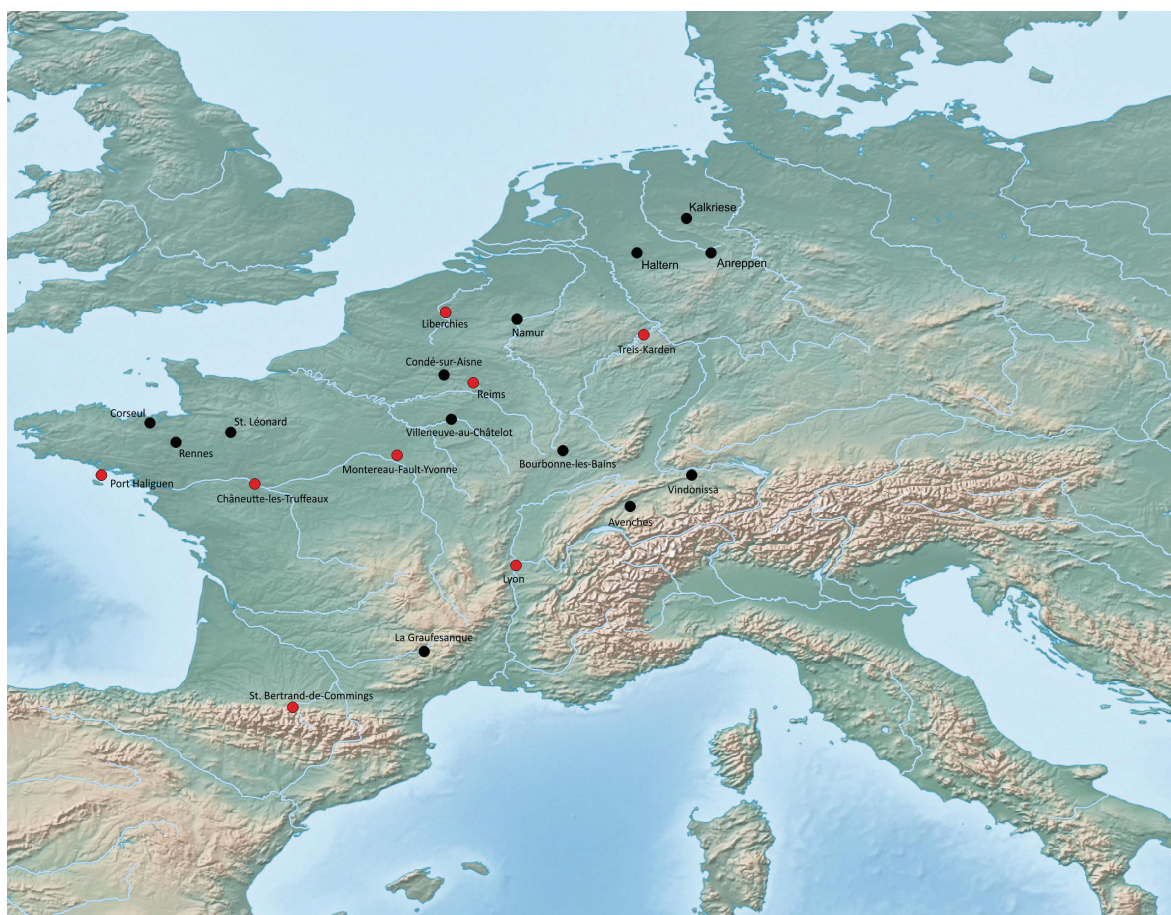 Kalkriese
Haltern
Anreppen
Liberchies
Namur
Treis-Karden
Condé-sur-Aisne
Reims
Corseul
St. Léonard
Rennes
Villeneuve-au-Châtelot
Bourbonne-les-Bains
Montereau-Fault-Yvonne
Port Haliguen
Châneutte-les-Truffeaux
Vindonissa
Avenches
Lyon
La Graufesanque
St. Bertrand-de-Commings